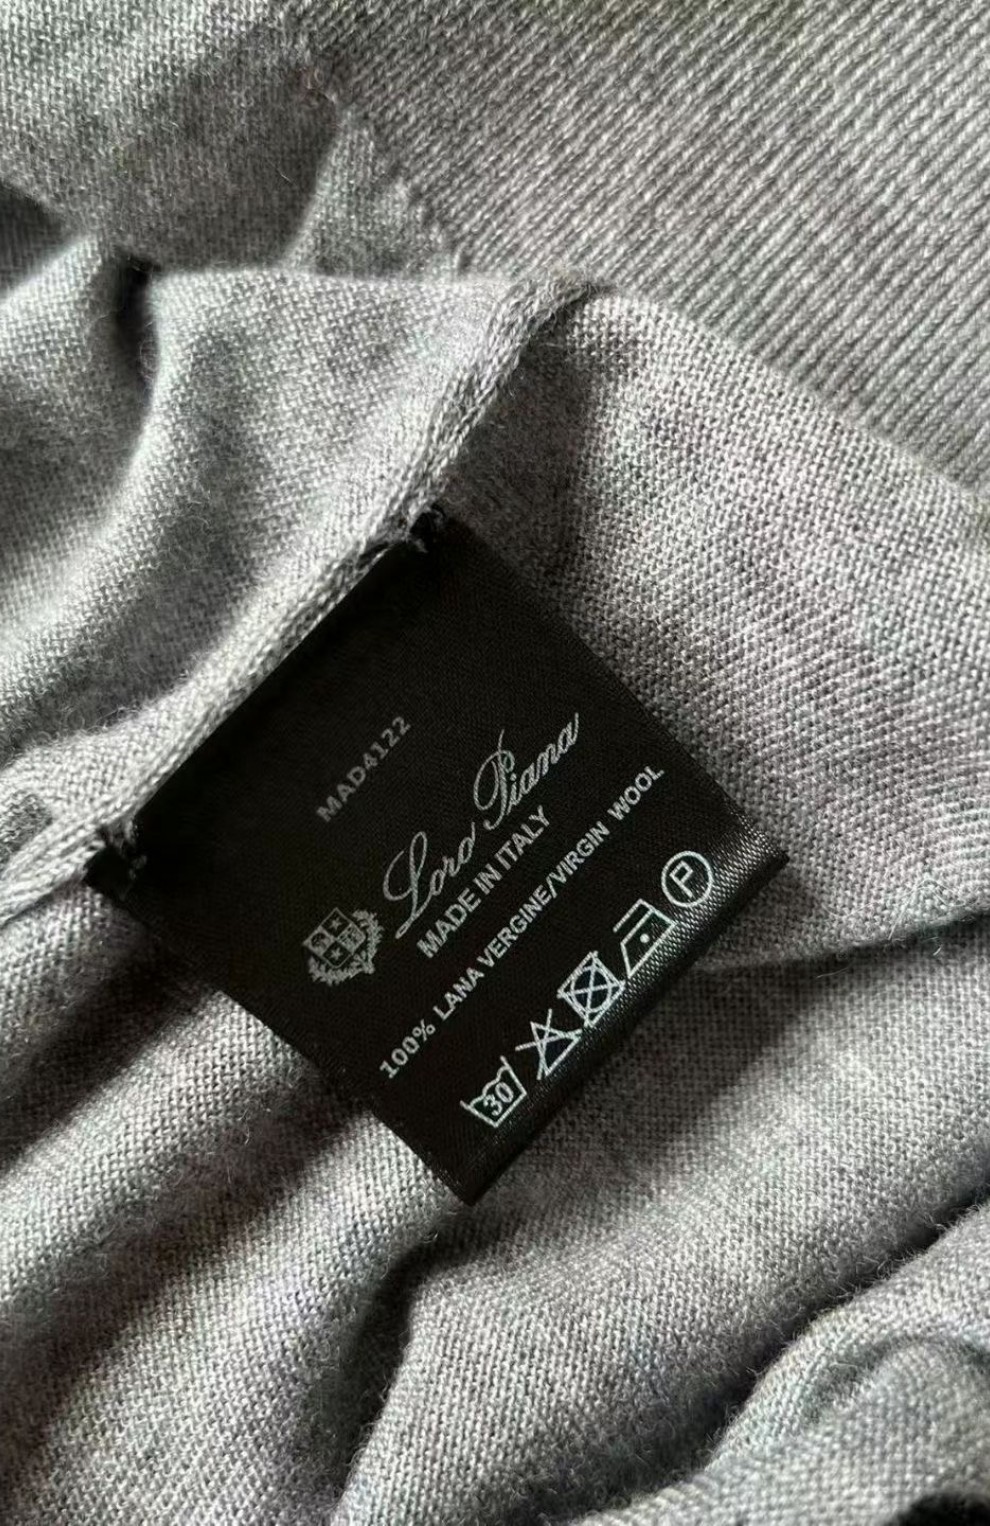 MAD4122
Loro Piana
MADE IN ITALY
100% LANA VERGINE/VIRGIN WOOL
30 P